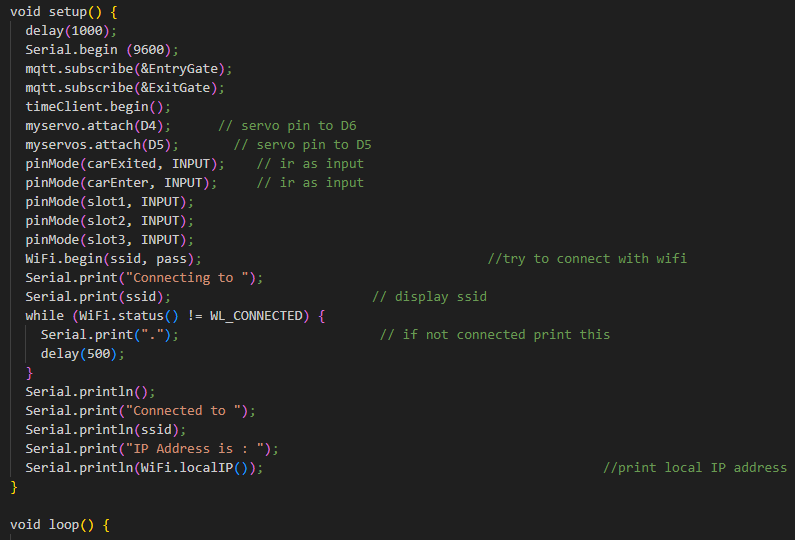 void setup() {
delay(1000);
Serial.begin (9600);
mqtt.subscribe(&EntryGate);
mqtt.subscribe(&ExitGate);
timeClient.begin();
myservo.attach(D4);      // servo pin to D6
myservos.attach(D5);       // servo pin to D5
pinMode(carExited, INPUT);    // ir as input
pinMode(carEnter, INPUT);     // ir as input
pinMode(slot1, INPUT);
pinMode(slot2, INPUT);
pinMode(slot3, INPUT);
WiFi.begin(ssid, pass);                                     //try to connect with wifi
Serial.print("Connecting to ");
Serial.print(ssid);                          // display ssid
while (WiFi.status() != WL_CONNECTED) {
Serial.print(".");                          // if not connected print this
delay(500);
}
Serial.println();
Serial.print("Connected to ");
Serial.println(ssid);
Serial.print("IP Address is : ");
Serial.println(WiFi.localIP());                                            //print local IP address
}
void loop() {